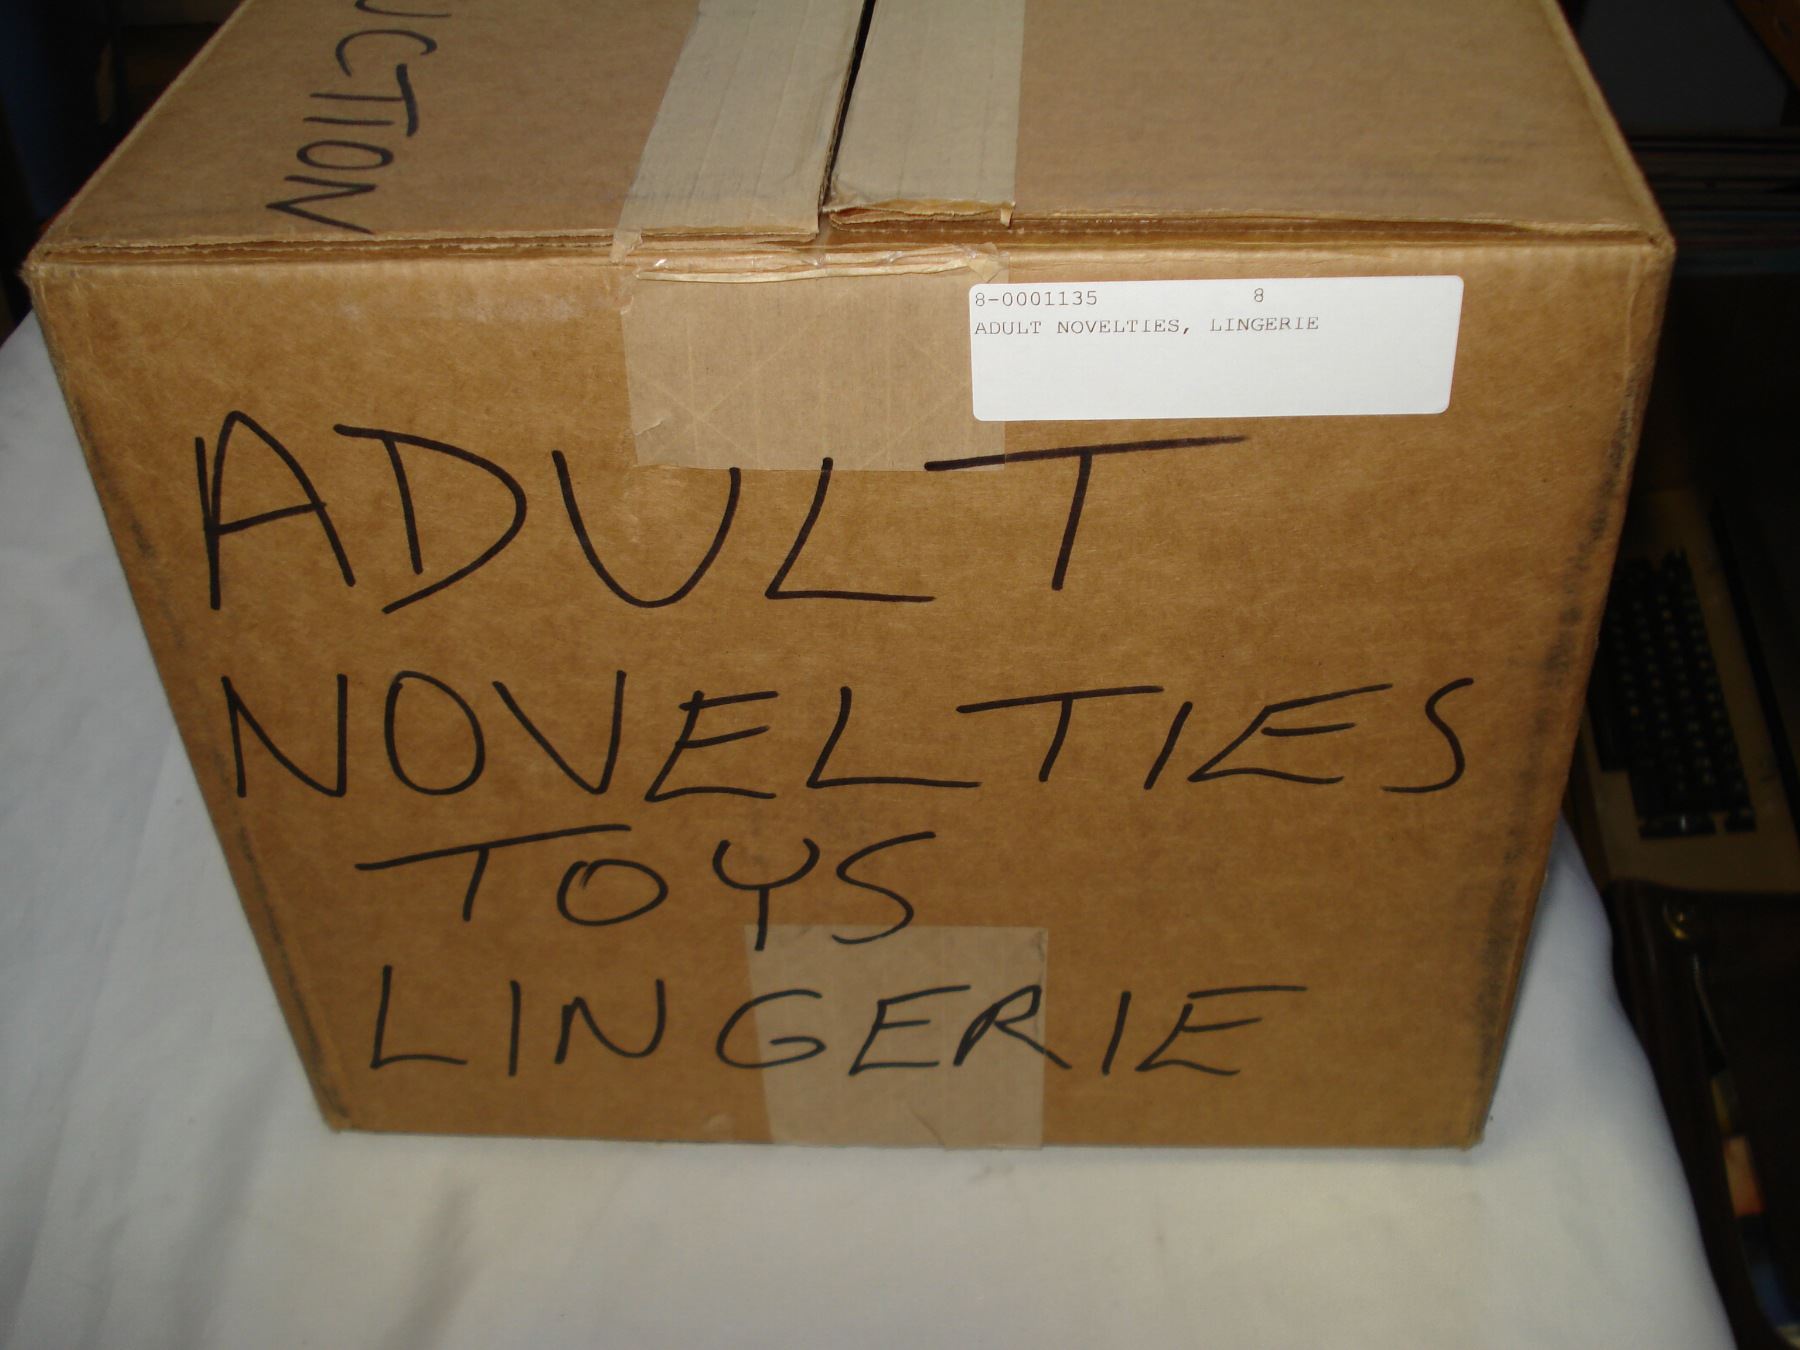 UCTION
8-0001135 8
ADULT NOVELTIES, LINGERIE
ADULT
NOVELTIES
TOYS
LINGERIE